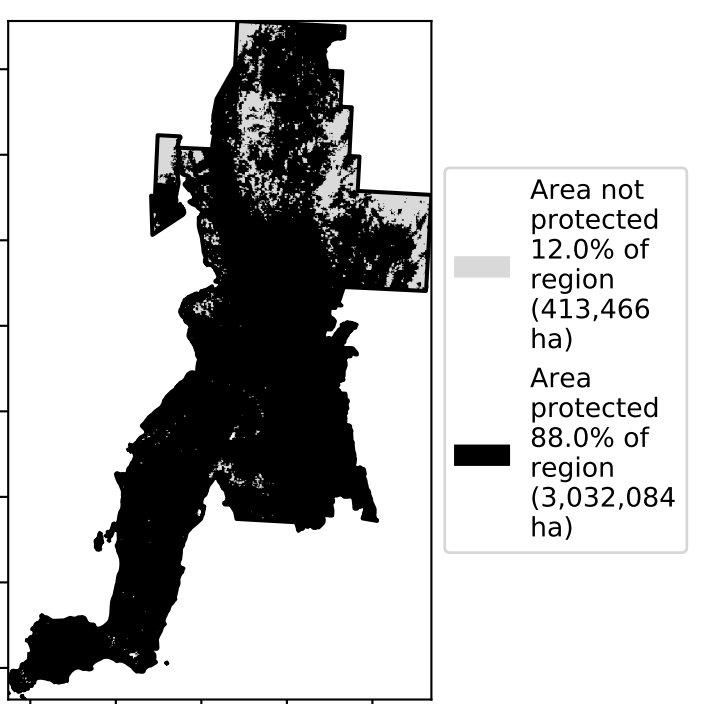 Area not
protected
12.0% of
region
(413,466
ha)
Area
protected
88.0% of
region
(3,032,084
ha)